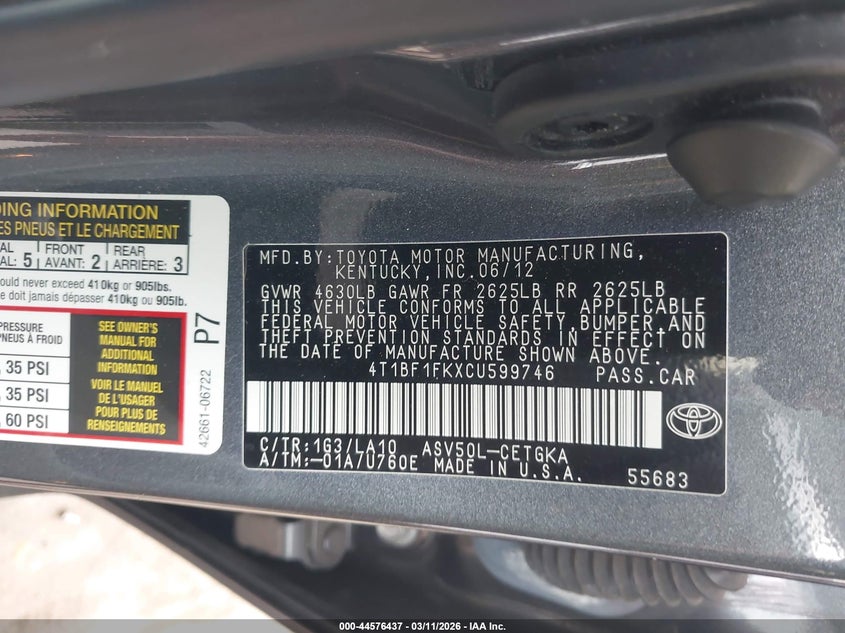 DING INFORMATION
ES PNEUS ET LE CHARGEMENT
AL : 5 FRONT AVANT: 2 REAR ARRIÈRE: 3
ould never exceed 410kg or 905lbs.
e doit jamais dépasser 410kg ou 905lb.
PRESSURE
PNEUS À FROID
, 35 PSI
, 35 PSI
, 60 PSI
SEE OWNER'S
MANUAL FOR
ADDITIONAL
INFORMATION
VOIR LE MANUEL
DE L'USAGER
POUR PLUS DE
RENSEIGNEMENTS
P7
42661-06722
MFD.BY:TOYOTA MOTOR MANUFACTURING,
KENTUCKY,INC.06/12
GVWR 4630LB GAWR FR 2625LB RR 2625LB
THIS VEHICLE CONFORMS TO ALL APPLICABLE
FEDERAL MOTOR VEHICLE SAFETY,BUMPER,AND
THEFT PREVENTION STANDARDS IN EFFECT ON
THE DATE OF MANUFACTURE SHOWN ABOVE.
4T1BF1FKXCU599746 PASS.CAR
C/TR:1G3/LA10 ASV50L-CETGKA
A/TM:-01A/U760E MADE IN U.S.A.
55683
000-44576437 - 03/11/2026 - IAA Inc.